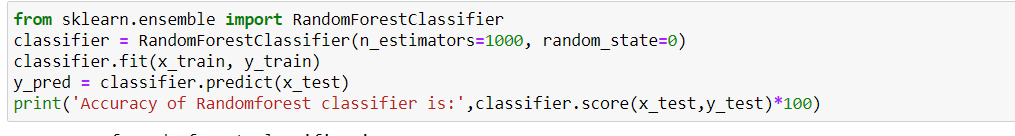 from sklearn.ensemble import RandomForestClassifier
classifier = RandomForestClassifier(n_estimators=1000, random_state=0)
classifier.fit(x_train, y_train)
y_pred = classifier.predict(x_test)
print('Accuracy of Randomforest classifier is:',classifier.score(x_test,y_test)*100)